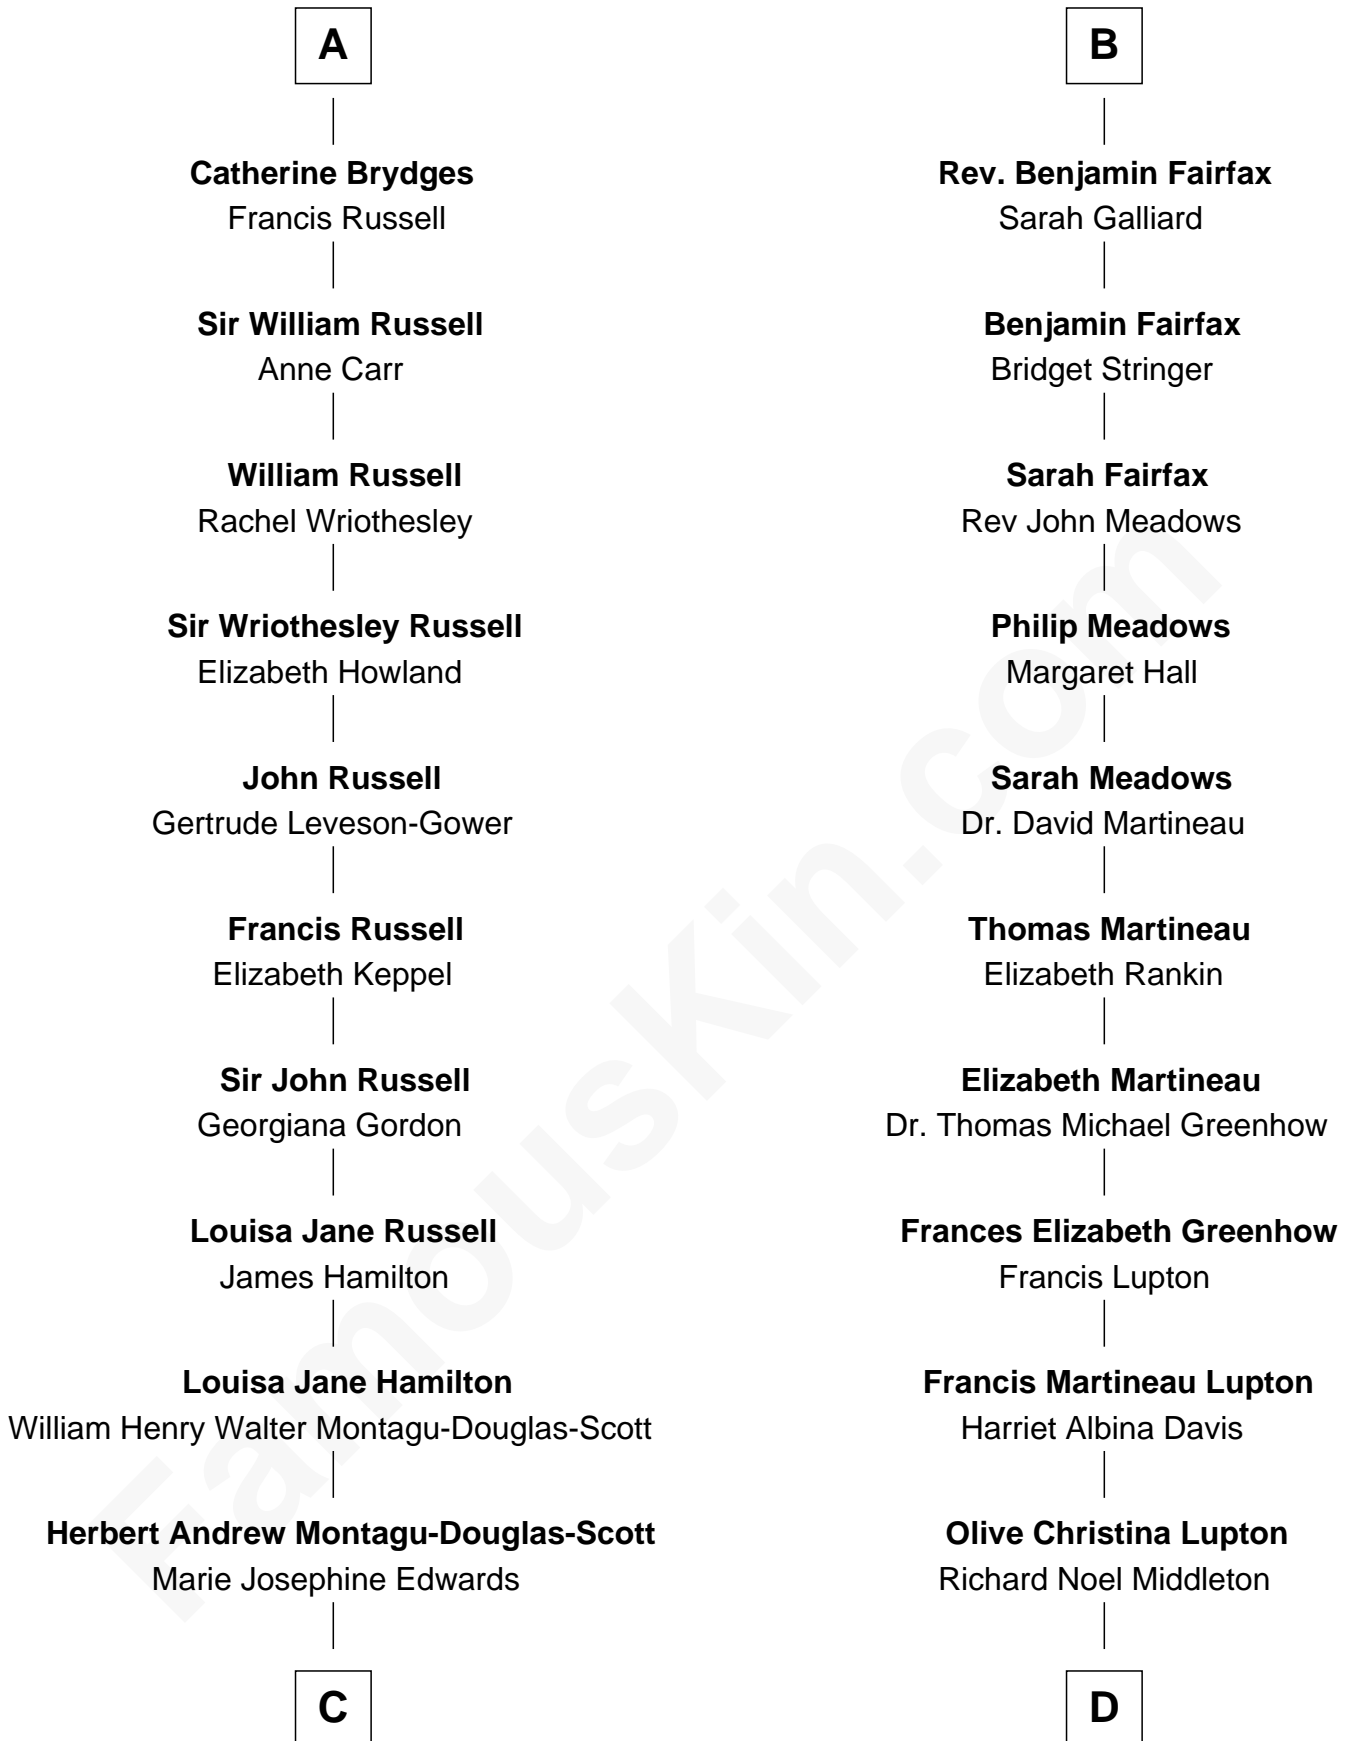 A
Catherine Brydges
Francis Russell
Sir William Russell
Anne Carr
William Russell
Rachel Wriothesley
Sir Wriothesley Russell
Elizabeth Howland
John Russell
Gertrude Leveson-Gower
Francis Russell
Elizabeth Keppel
Sir John Russell
Georgiana Gordon
Louisa Jane Russell
James Hamilton
Louisa Jane Hamilton
William Henry Walter Montagu-Douglas-Scott
Herbert Andrew Montagu-Douglas-Scott
Marie Josephine Edwards
C
B
Rev. Benjamin Fairfax
Sarah Galliard
Benjamin Fairfax
Bridget Stringer
Sarah Fairfax
Rev John Meadows
Philip Meadows
Margaret Hall
Sarah Meadows
Dr. David Martineau
Thomas Martineau
Elizabeth Rankin
Elizabeth Martineau
Dr. Thomas Michael Greenhow
Frances Elizabeth Greenhow
Francis Lupton
Francis Martineau Lupton
Harriet Albina Davis
Olive Christina Lupton
Richard Noel Middleton
D
FamousKin.com